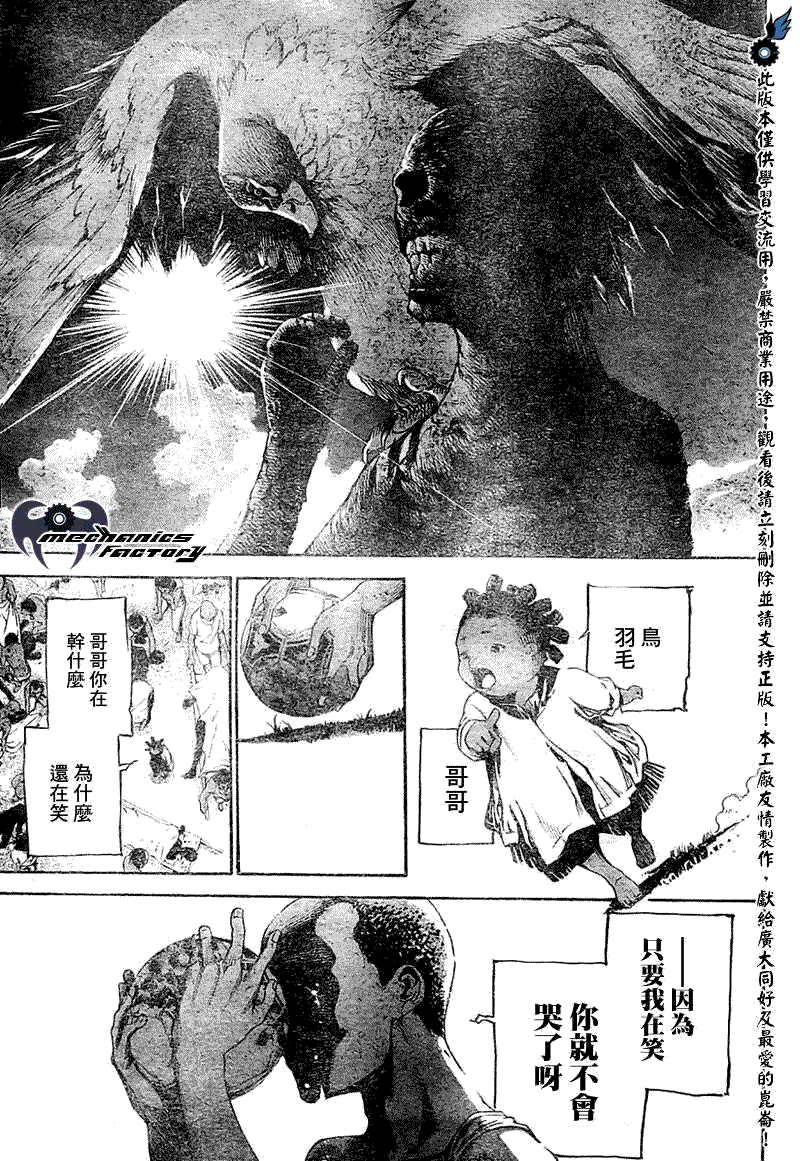 此版本僅供學習交流用，嚴禁商業用途，觀看後請立刻刪除並請支持正版！本工廠友情製作，獻給廣大同好及最愛的崑崙！
mechanics
factory
鳥
羽毛
哥哥
哥哥你在
幹什麼
為什麼
還在笑
——因為
只要我在笑
你就不會
哭了呀